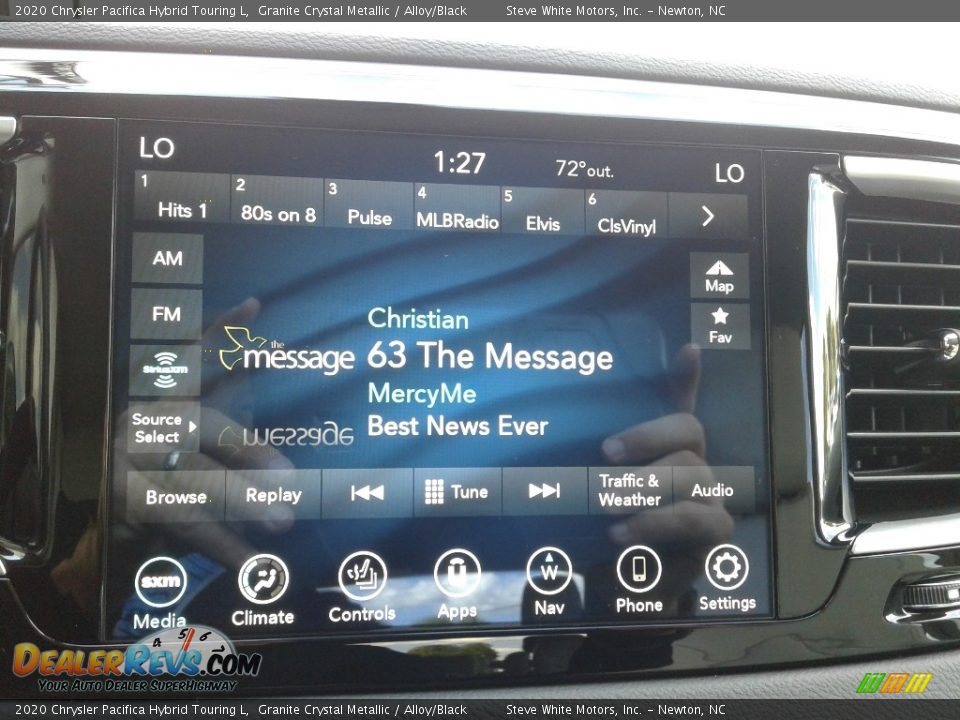 2020 Chrysler Pacifica Hybrid Touring L, Granite Crystal Metallic / Alloy/Black Steve White Motors, Inc. – Newton, NC
LO 1:27 72° out. LO
1 Hits 1
2 80s on 8
3 Pulse
4 MLBRadio
5 Elvis
6 ClsVinyl
AM
FM
SiriusXM
Source Select
Map
Fav
the message
Christian
63 The Message
MercyMe
Best News Ever
message
Browse Replay Tune Traffic & Weather Audio
sxm
W
Media Climate Controls Apps Nav Phone Settings
4 5 6
DealerRevs.com
Your Auto Dealer SuperHighway
2020 Chrysler Pacifica Hybrid Touring L, Granite Crystal Metallic / Alloy/Black Steve White Motors, Inc. – Newton, NC